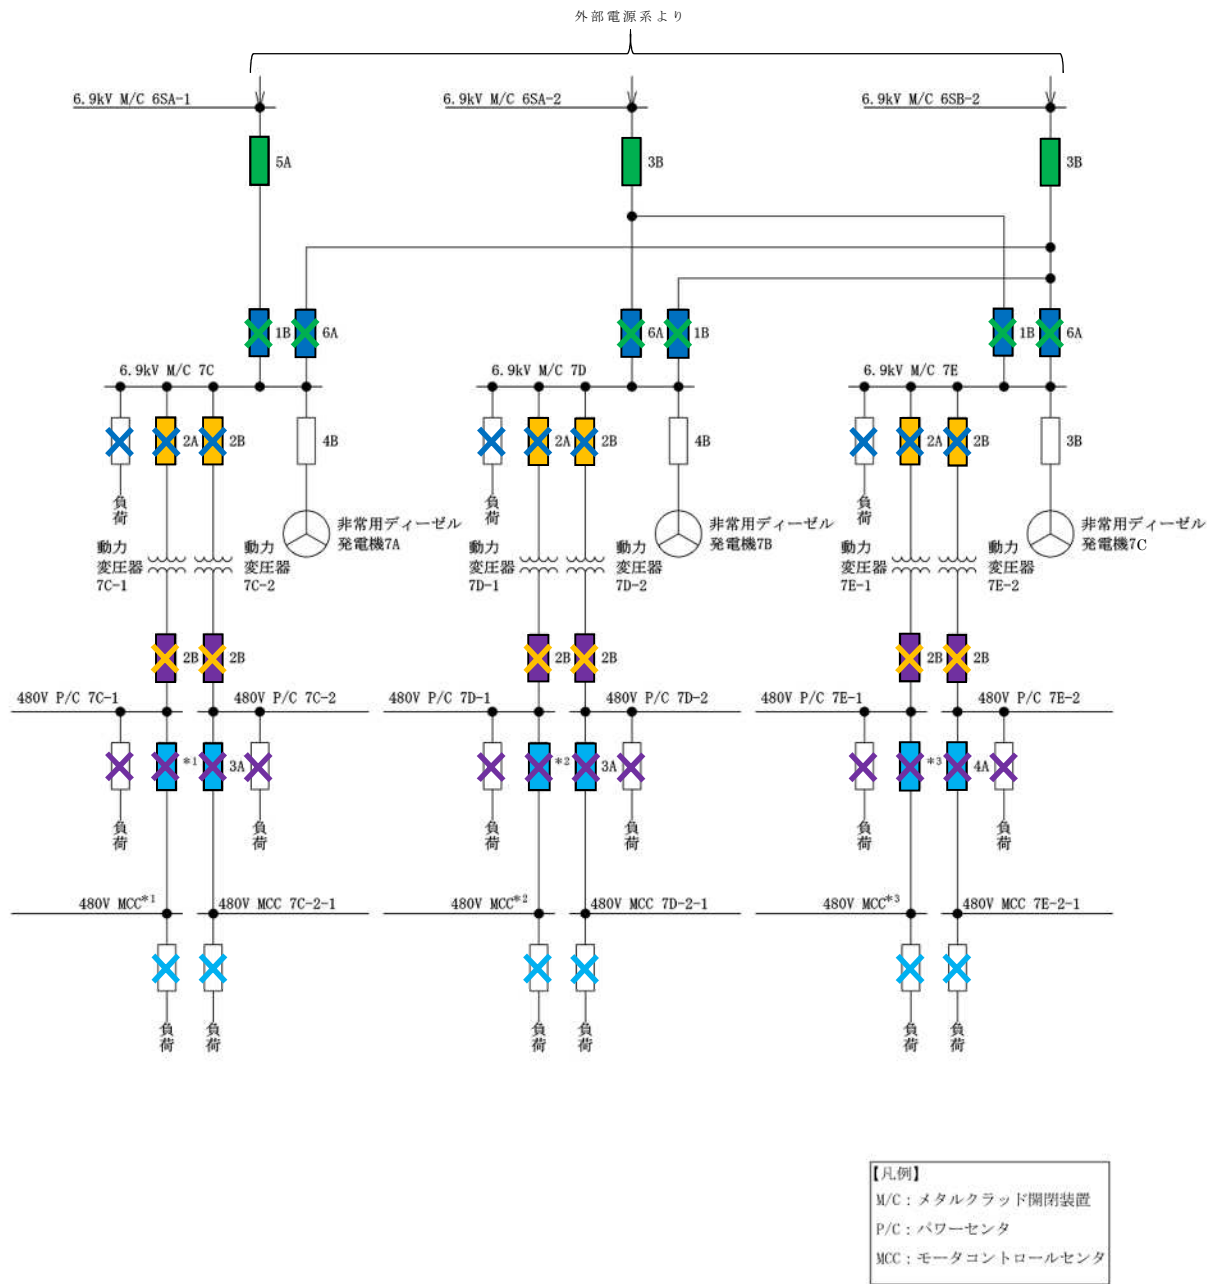 外部電源系より
6.9kV M/C 6SA-1
6.9kV M/C 6SA-2
6.9kV M/C 6SB-2
5A
3B
3B
1B
6A
6A
1B
1B
6A
6.9kV M/C 7C
6.9kV M/C 7D
6.9kV M/C 7E
2A
2B
4B
2A
2B
4B
2A
2B
3B
負荷
負荷
負荷
非常用ディーゼル
発電機7A
非常用ディーゼル
発電機7B
非常用ディーゼル
発電機7C
動力
変圧器
7C-1
動力
変圧器
7C-2
動力
変圧器
7D-1
動力
変圧器
7D-2
動力
変圧器
7E-1
動力
変圧器
7E-2
2B
2B
2B
2B
2B
2B
480V P/C 7C-1
480V P/C 7C-2
480V P/C 7D-1
480V P/C 7D-2
480V P/C 7E-1
480V P/C 7E-2
*1
3A
*2
3A
*3
4A
負荷
負荷
負荷
負荷
負荷
負荷
480V MCC*1
480V MCC 7C-2-1
480V MCC*2
480V MCC 7D-2-1
480V MCC*3
480V MCC 7E-2-1
負荷
負荷
負荷
負荷
負荷
負荷
【凡例】
M/C：メタルクラッド開閉装置
P/C：パワーセンタ
MCC：モータコントロールセンタ